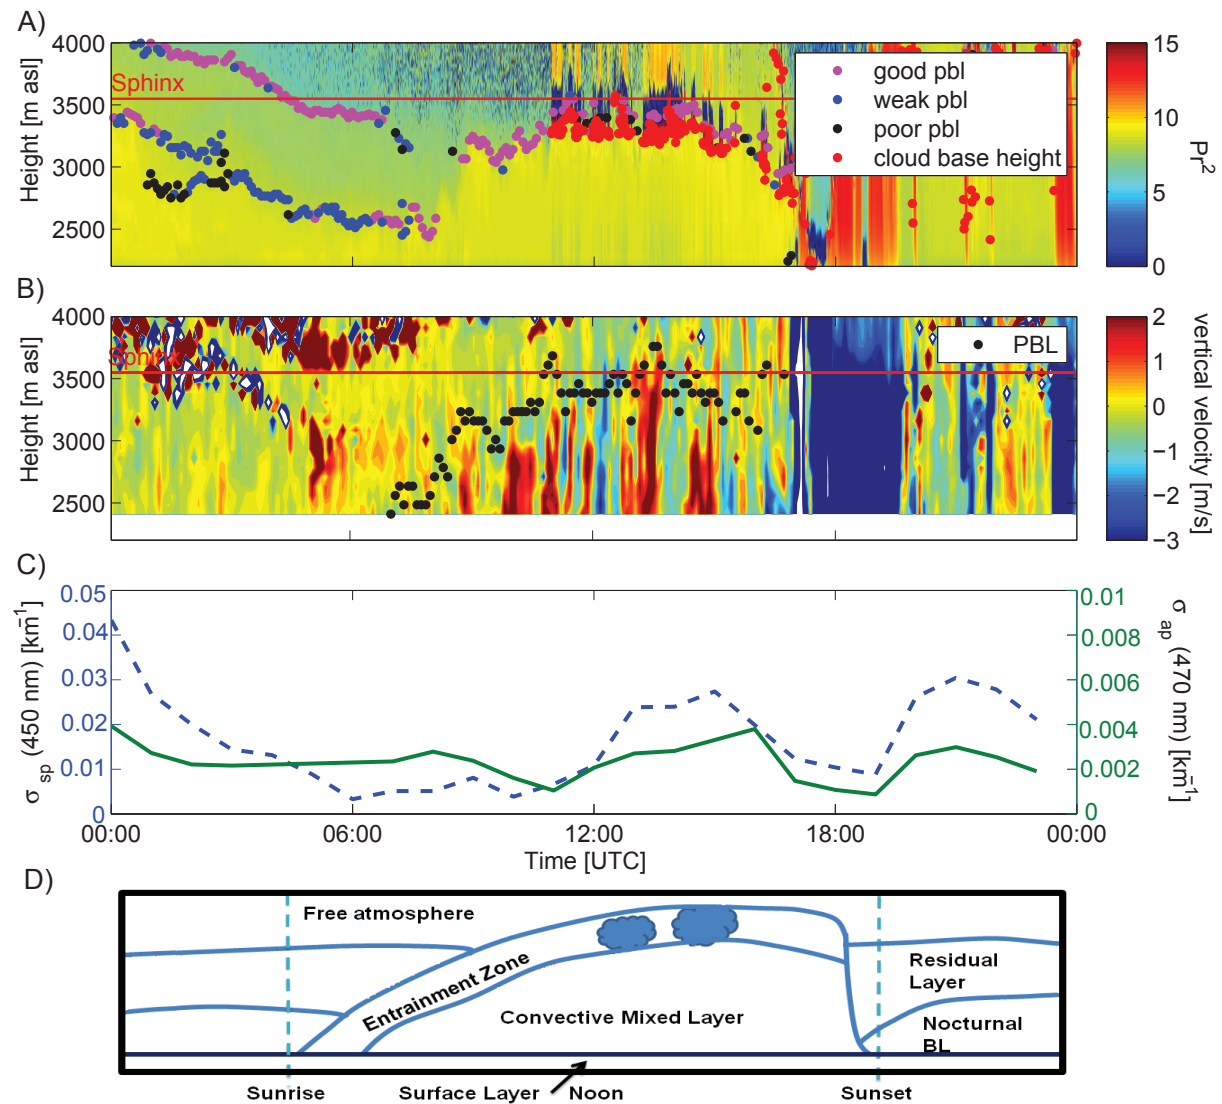 A)
4000
3500
3000
2500
Height [m asl]
Sphinx
good pbl
weak pbl
poor pbl
cloud base height
15
10
5
0
Pr²
B)
4000
3500
3000
2500
Height [m asl]
Sphinx
PBL
2
1
0
−1
−2
−3
vertical velocity [m/s]
C)
0.05
0.04
0.03
0.02
0.01
0
σ sp (450 nm) [km⁻¹]
0.01
0.008
0.006
0.004
0.002
0
σ ap (470 nm) [km⁻¹]
00:00 06:00 12:00 18:00 00:00
Time [UTC]
D)
Free atmosphere
Entrainment Zone
Convective Mixed Layer
Residual
Layer
Nocturnal
BL
Sunrise Surface Layer Noon Sunset